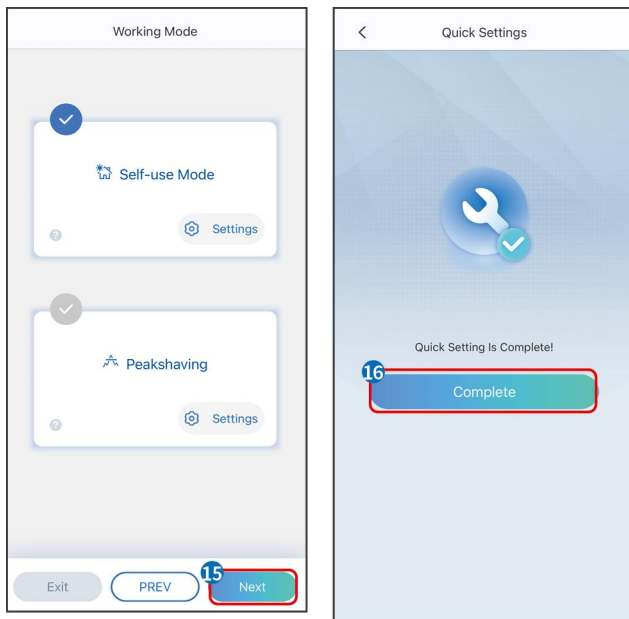 Working Mode
Self-use Mode
?
Settings
Peakshaving
?
Settings
Exit
PREV
15
Next
Quick Settings
Quick Setting Is Complete!
16
Complete